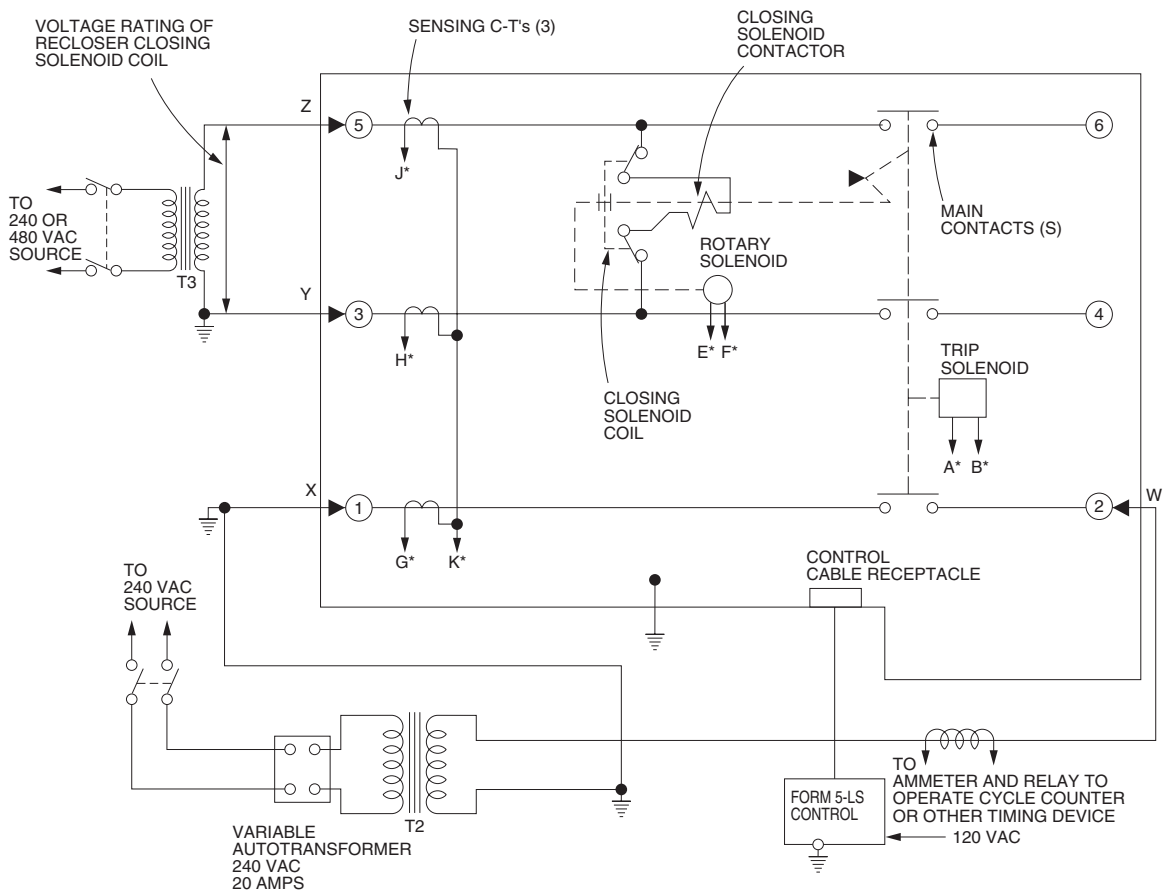 VOLTAGE RATING OF
RECLOSER CLOSING
SOLENOID COIL
SENSING C-T's (3)
CLOSING
SOLENOID
CONTACTOR
Z
5
6
J*
TO
240 OR
480 VAC
SOURCE
T3
MAIN
CONTACTS (S)
ROTARY
SOLENOID
Y
3
4
H*
E* F*
CLOSING
SOLENOID
COIL
TRIP
SOLENOID
A* B*
X
1
2
W
G*
K*
TO
240 VAC
SOURCE
CONTROL
CABLE RECEPTACLE
T2
VARIABLE
AUTOTRANSFORMER
240 VAC
20 AMPS
FORM 5-LS
CONTROL
TO
AMMETER AND RELAY TO
OPERATE CYCLE COUNTER
OR OTHER TIMING DEVICE
120 VAC